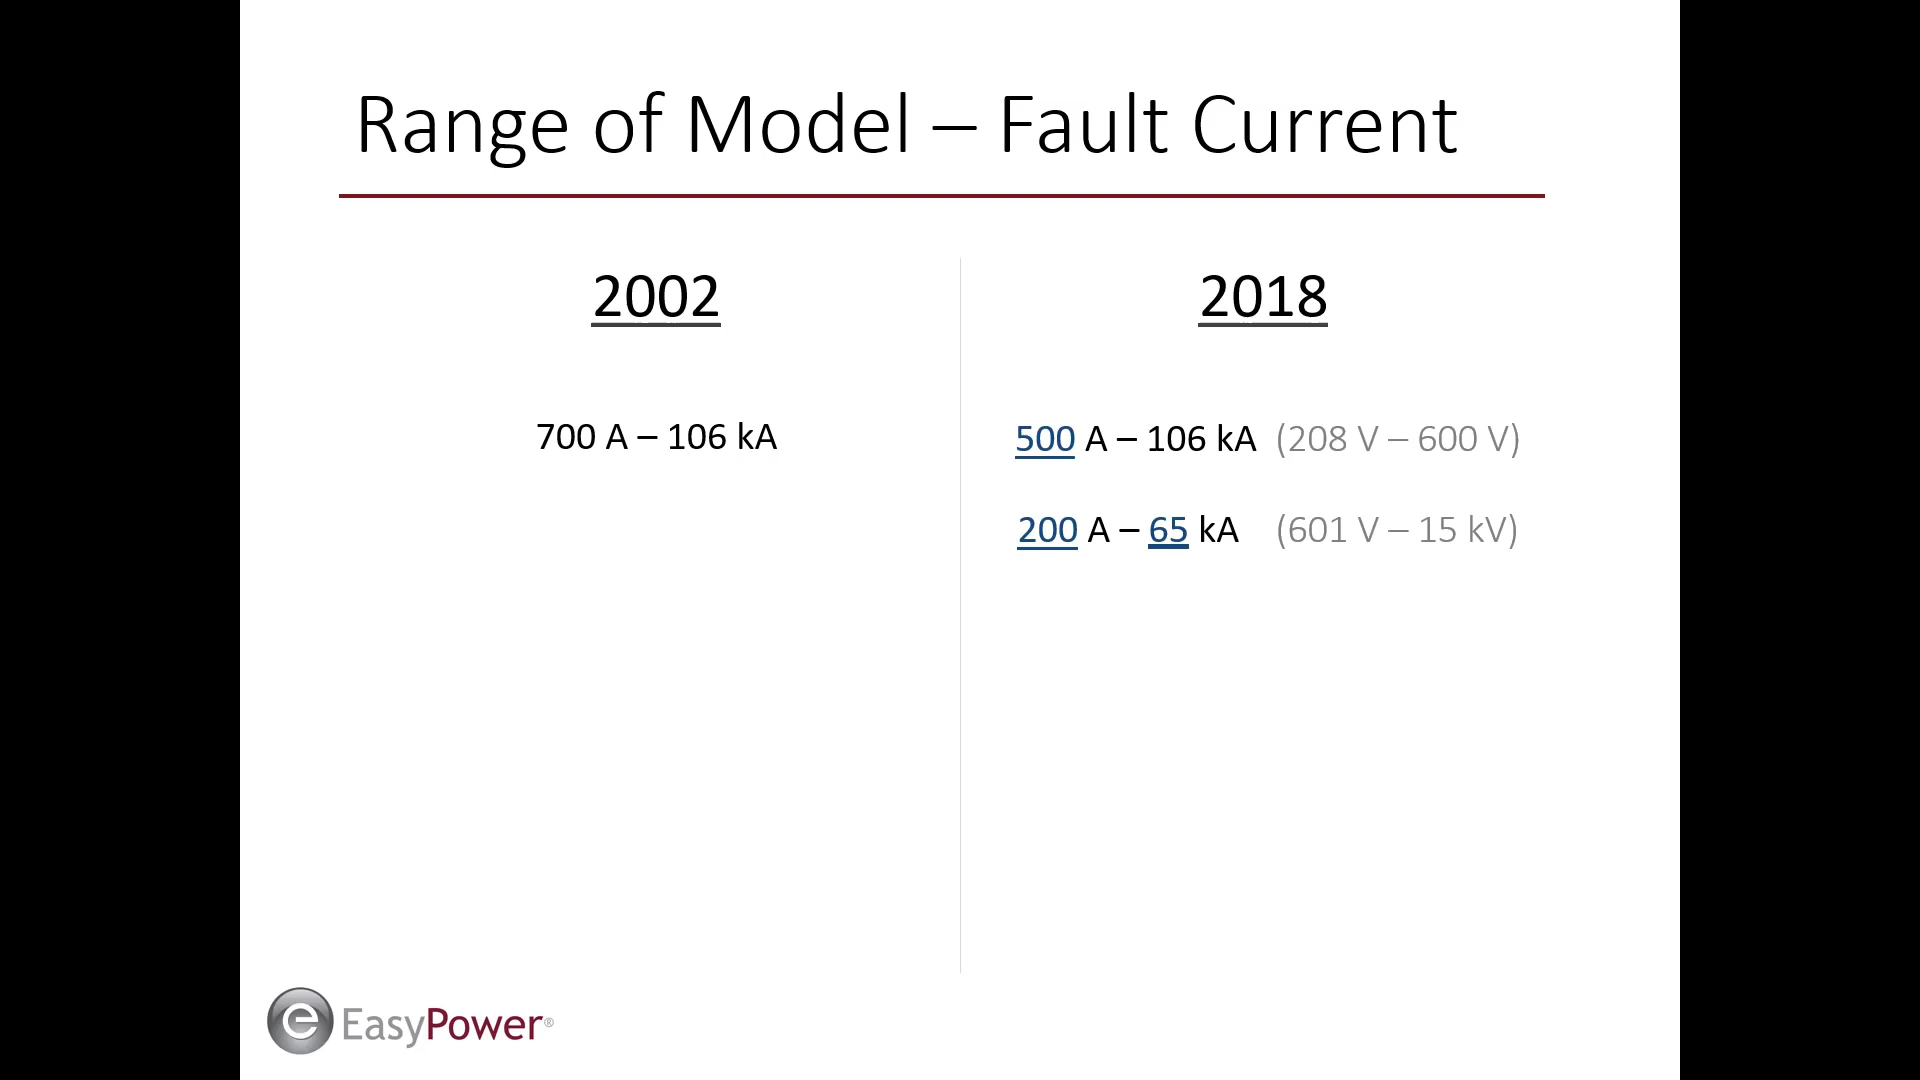 Range of Model – Fault Current
2002
700 A – 106 kA
2018
500 A – 106 kA (208 V – 600 V)
200 A – 65 kA (601 V – 15 kV)
e EasyPower®